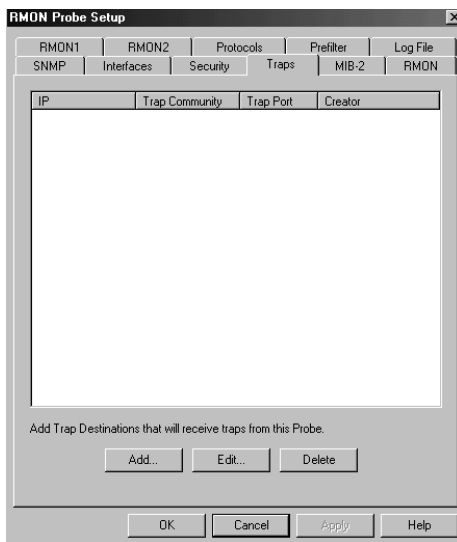 RMON Probe Setup
RMON1 RMON2 Protocols Prefilter Log File
SNMP Interfaces Security Traps MIB-2 RMON
IP Trap Community Trap Port Creator
Add Trap Destinations that will receive traps from this Probe.
Add... Edit... Delete
OK Cancel Apply Help